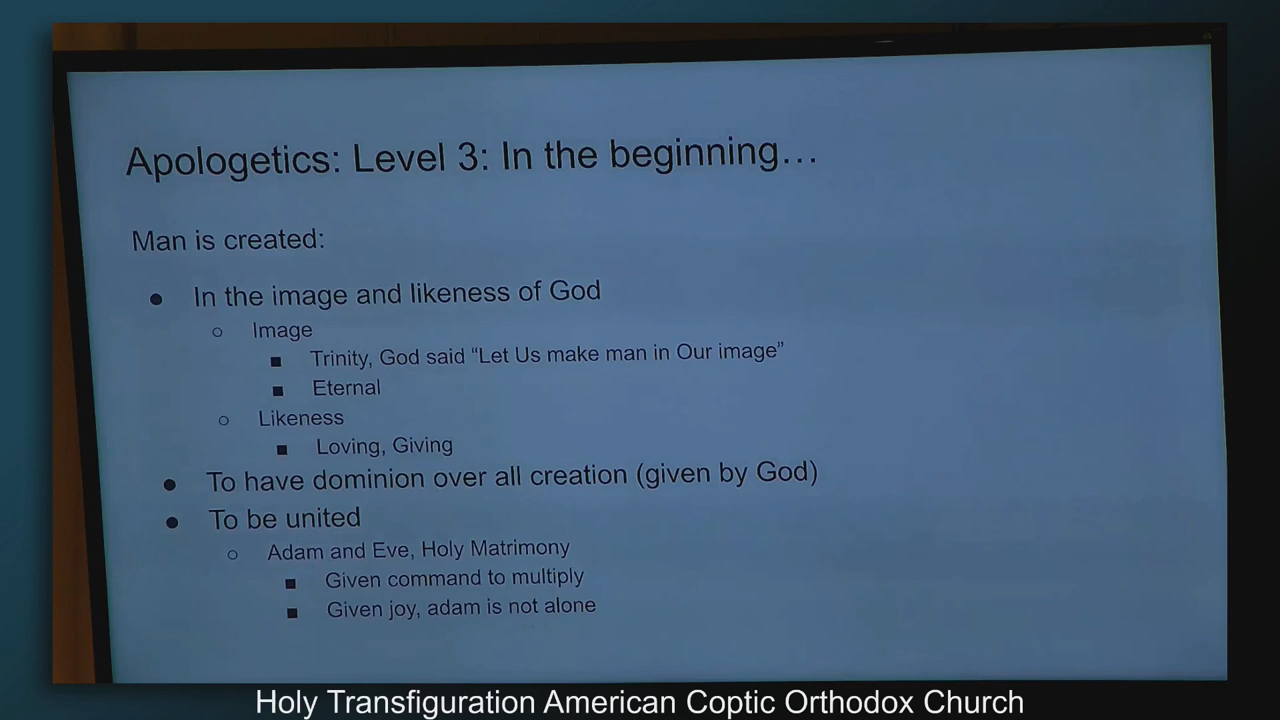 Apologetics: Level 3: In the beginning…
Man is created:
● In the image and likeness of God
○ Image
■ Trinity, God said “Let Us make man in Our image”
■ Eternal
○ Likeness
■ Loving, Giving
● To have dominion over all creation (given by God)
● To be united
○ Adam and Eve, Holy Matrimony
■ Given command to multiply
■ Given joy, adam is not alone
Holy Transfiguration American Coptic Orthodox Church